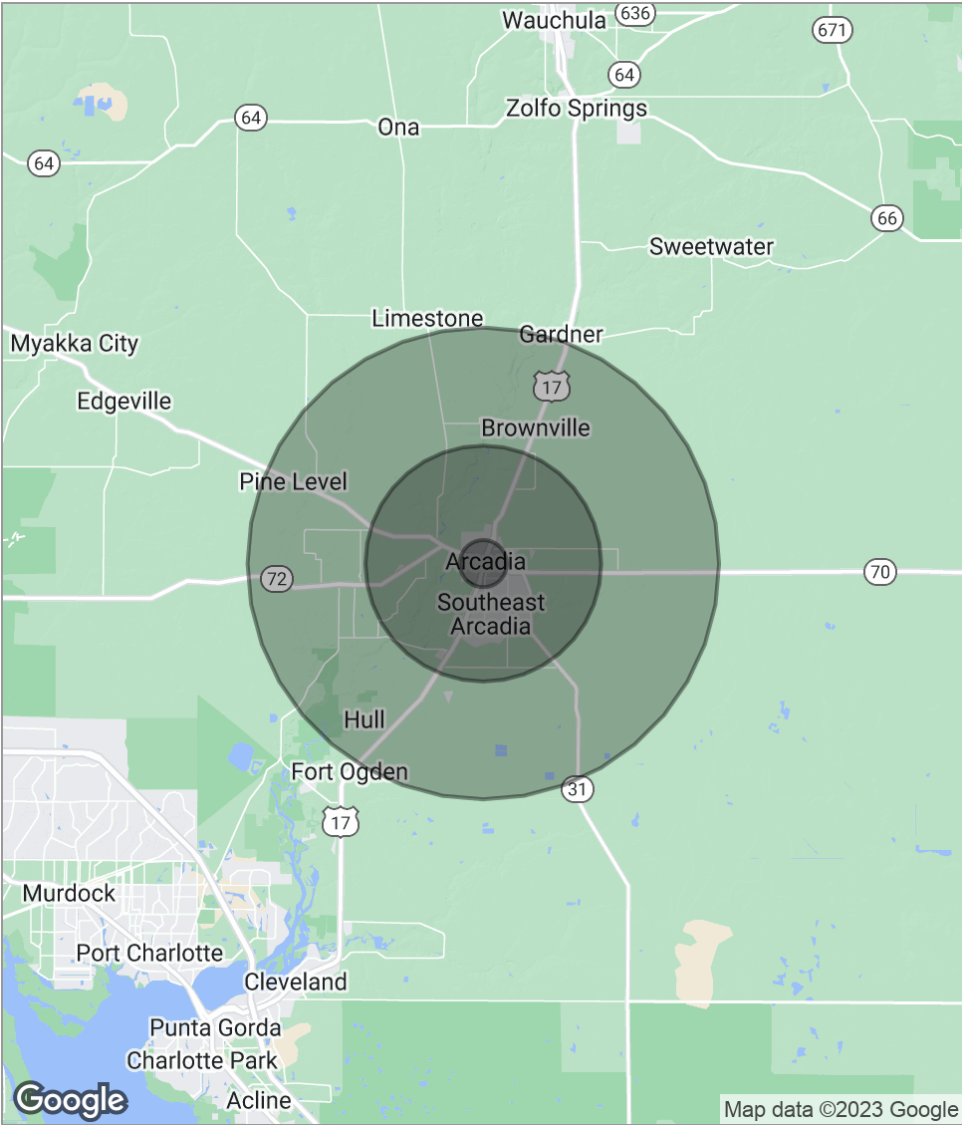 Wauchula
636
671
64
Zolfo Springs
64
Ona
64
66
Sweetwater
Limestone
Gardner
Myakka City
17
Edgeville
Brownville
Pine Level
Arcadia
72
70
Southeast
Arcadia
Hull
Fort Ogden
31
17
Murdock
Port Charlotte
Cleveland
Punta Gorda
Charlotte Park
Acline
Google
Map data ©2023 Google